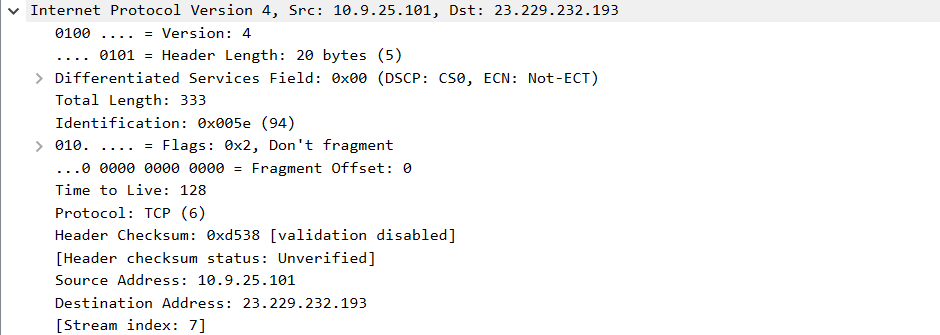 Internet Protocol Version 4, Src: 10.9.25.101, Dst: 23.229.232.193
0100 .... = Version: 4
.... 0101 = Header Length: 20 bytes (5)
Differentiated Services Field: 0x00 (DSCP: CS0, ECN: Not-ECT)
Total Length: 333
Identification: 0x005e (94)
010. .... = Flags: 0x2, Don't fragment
...0 0000 0000 0000 = Fragment Offset: 0
Time to Live: 128
Protocol: TCP (6)
Header Checksum: 0xd538 [validation disabled]
[Header checksum status: Unverified]
Source Address: 10.9.25.101
Destination Address: 23.229.232.193
[Stream index: 7]